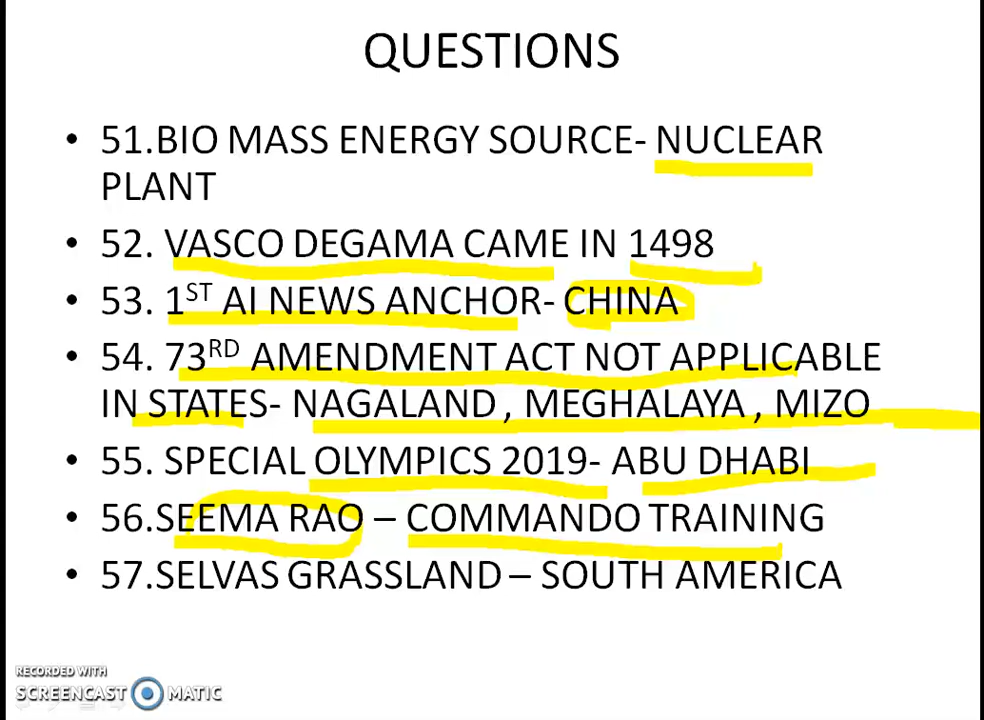 QUESTIONS
• 51.BIO MASS ENERGY SOURCE- NUCLEAR
PLANT
• 52. VASCO DEGAMA CAME IN 1498
• 53. 1ST AI NEWS ANCHOR- CHINA
• 54. 73RD AMENDMENT ACT NOT APPLICABLE
IN STATES- NAGALAND , MEGHALAYA , MIZO
• 55. SPECIAL OLYMPICS 2019- ABU DHABI
• 56.SEEMA RAO – COMMANDO TRAINING
• 57.SELVAS GRASSLAND – SOUTH AMERICA
RECORDED WITH
SCREENCAST MATIC